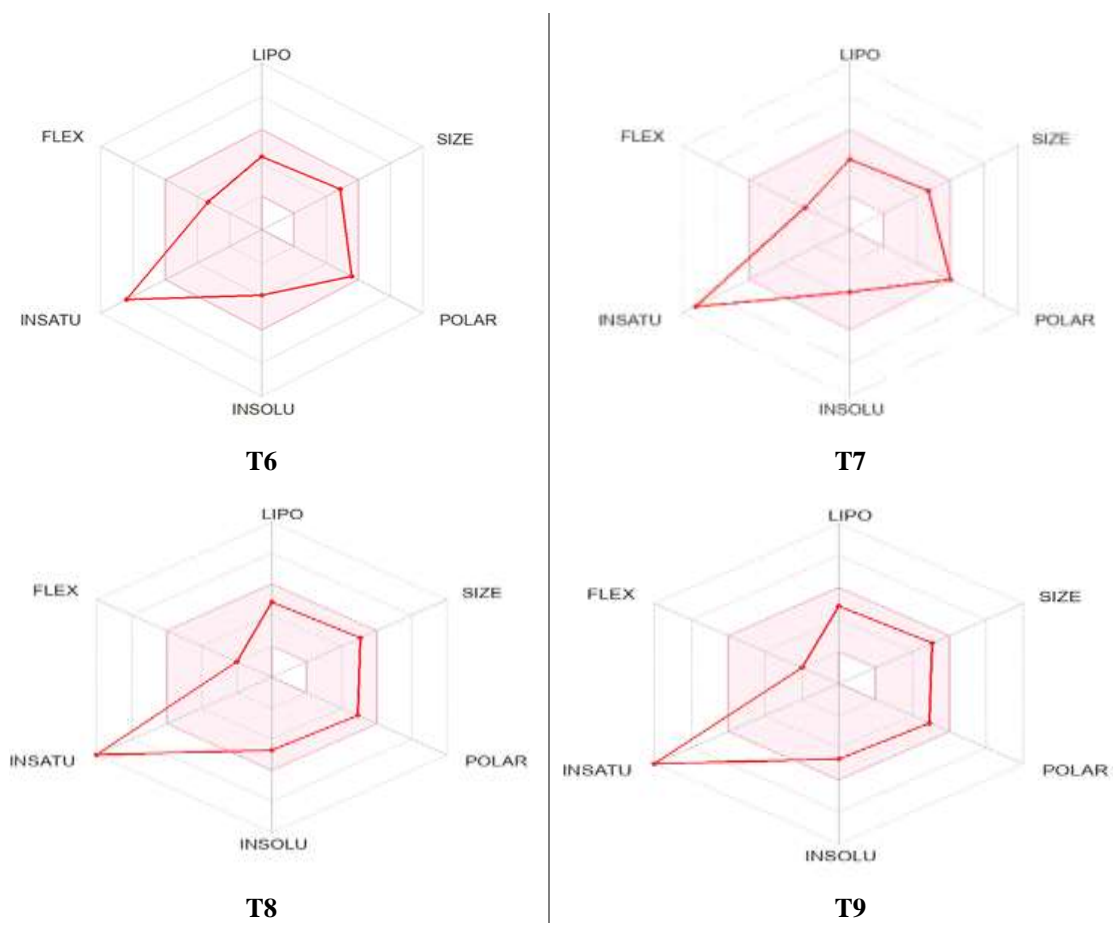 LIPO
FLEX
SIZE
INSATU
POLAR
INSOLU
T6
LIPO
FLEX
SIZE
INSATU
POLAR
INSOLU
T7
LIPO
FLEX
SIZE
INSATU
POLAR
INSOLU
T8
LIPO
FLEX
SIZE
INSATU
POLAR
INSOLU
T9